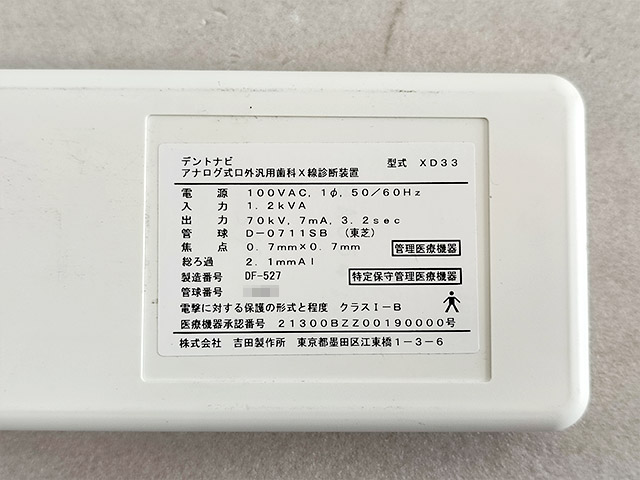 デントナビ
アナログ式口外汎用歯科X線診断装置 型式 XD33
電源 100VAC, 1φ, 50/60Hz
入力 1.2kVA
出力 70kV, 7mA, 3.2sec
管球 D-0711SB (東芝)
焦点 0.7mm×0.7mm 管理医療機器
総ろ過 2.1mmAl
製造番号 DF-527 特定保守管理医療機器
管球番号
電撃に対する保護の形式と程度 クラスI-B
医療機器承認番号 21300BZZ00190000号
株式会社 吉田製作所 東京都墨田区江東橋1-3-6